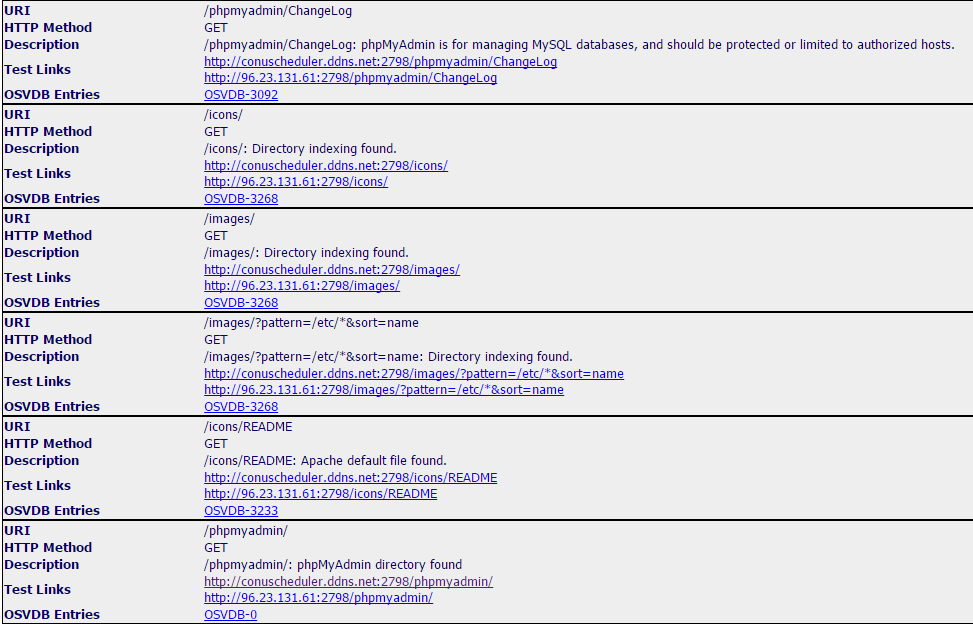 URI /phpmyadmin/ChangeLog
HTTP Method GET
Description /phpmyadmin/ChangeLog: phpMyAdmin is for managing MySQL databases, and should be protected or limited to authorized hosts.
Test Links http://conuscheduler.ddns.net:2798/phpmyadmin/ChangeLog
http://96.23.131.61:2798/phpmyadmin/ChangeLog
OSVDB Entries OSVDB-3092
URI /icons/
HTTP Method GET
Description /icons/: Directory indexing found.
Test Links http://conuscheduler.ddns.net:2798/icons/
http://96.23.131.61:2798/icons/
OSVDB Entries OSVDB-3268
URI /images/
HTTP Method GET
Description /images/: Directory indexing found.
Test Links http://conuscheduler.ddns.net:2798/images/
http://96.23.131.61:2798/images/
OSVDB Entries OSVDB-3268
URI /images/?pattern=/etc/*&sort=name
HTTP Method GET
Description /images/?pattern=/etc/*&sort=name: Directory indexing found.
Test Links http://conuscheduler.ddns.net:2798/images/?pattern=/etc/*&sort=name
http://96.23.131.61:2798/images/?pattern=/etc/*&sort=name
OSVDB Entries OSVDB-3268
URI /icons/README
HTTP Method GET
Description /icons/README: Apache default file found.
Test Links http://conuscheduler.ddns.net:2798/icons/README
http://96.23.131.61:2798/icons/README
OSVDB Entries OSVDB-3233
URI /phpmyadmin/
HTTP Method GET
Description /phpmyadmin/: phpMyAdmin directory found
Test Links http://conuscheduler.ddns.net:2798/phpmyadmin/
http://96.23.131.61:2798/phpmyadmin/
OSVDB Entries OSVDB-0